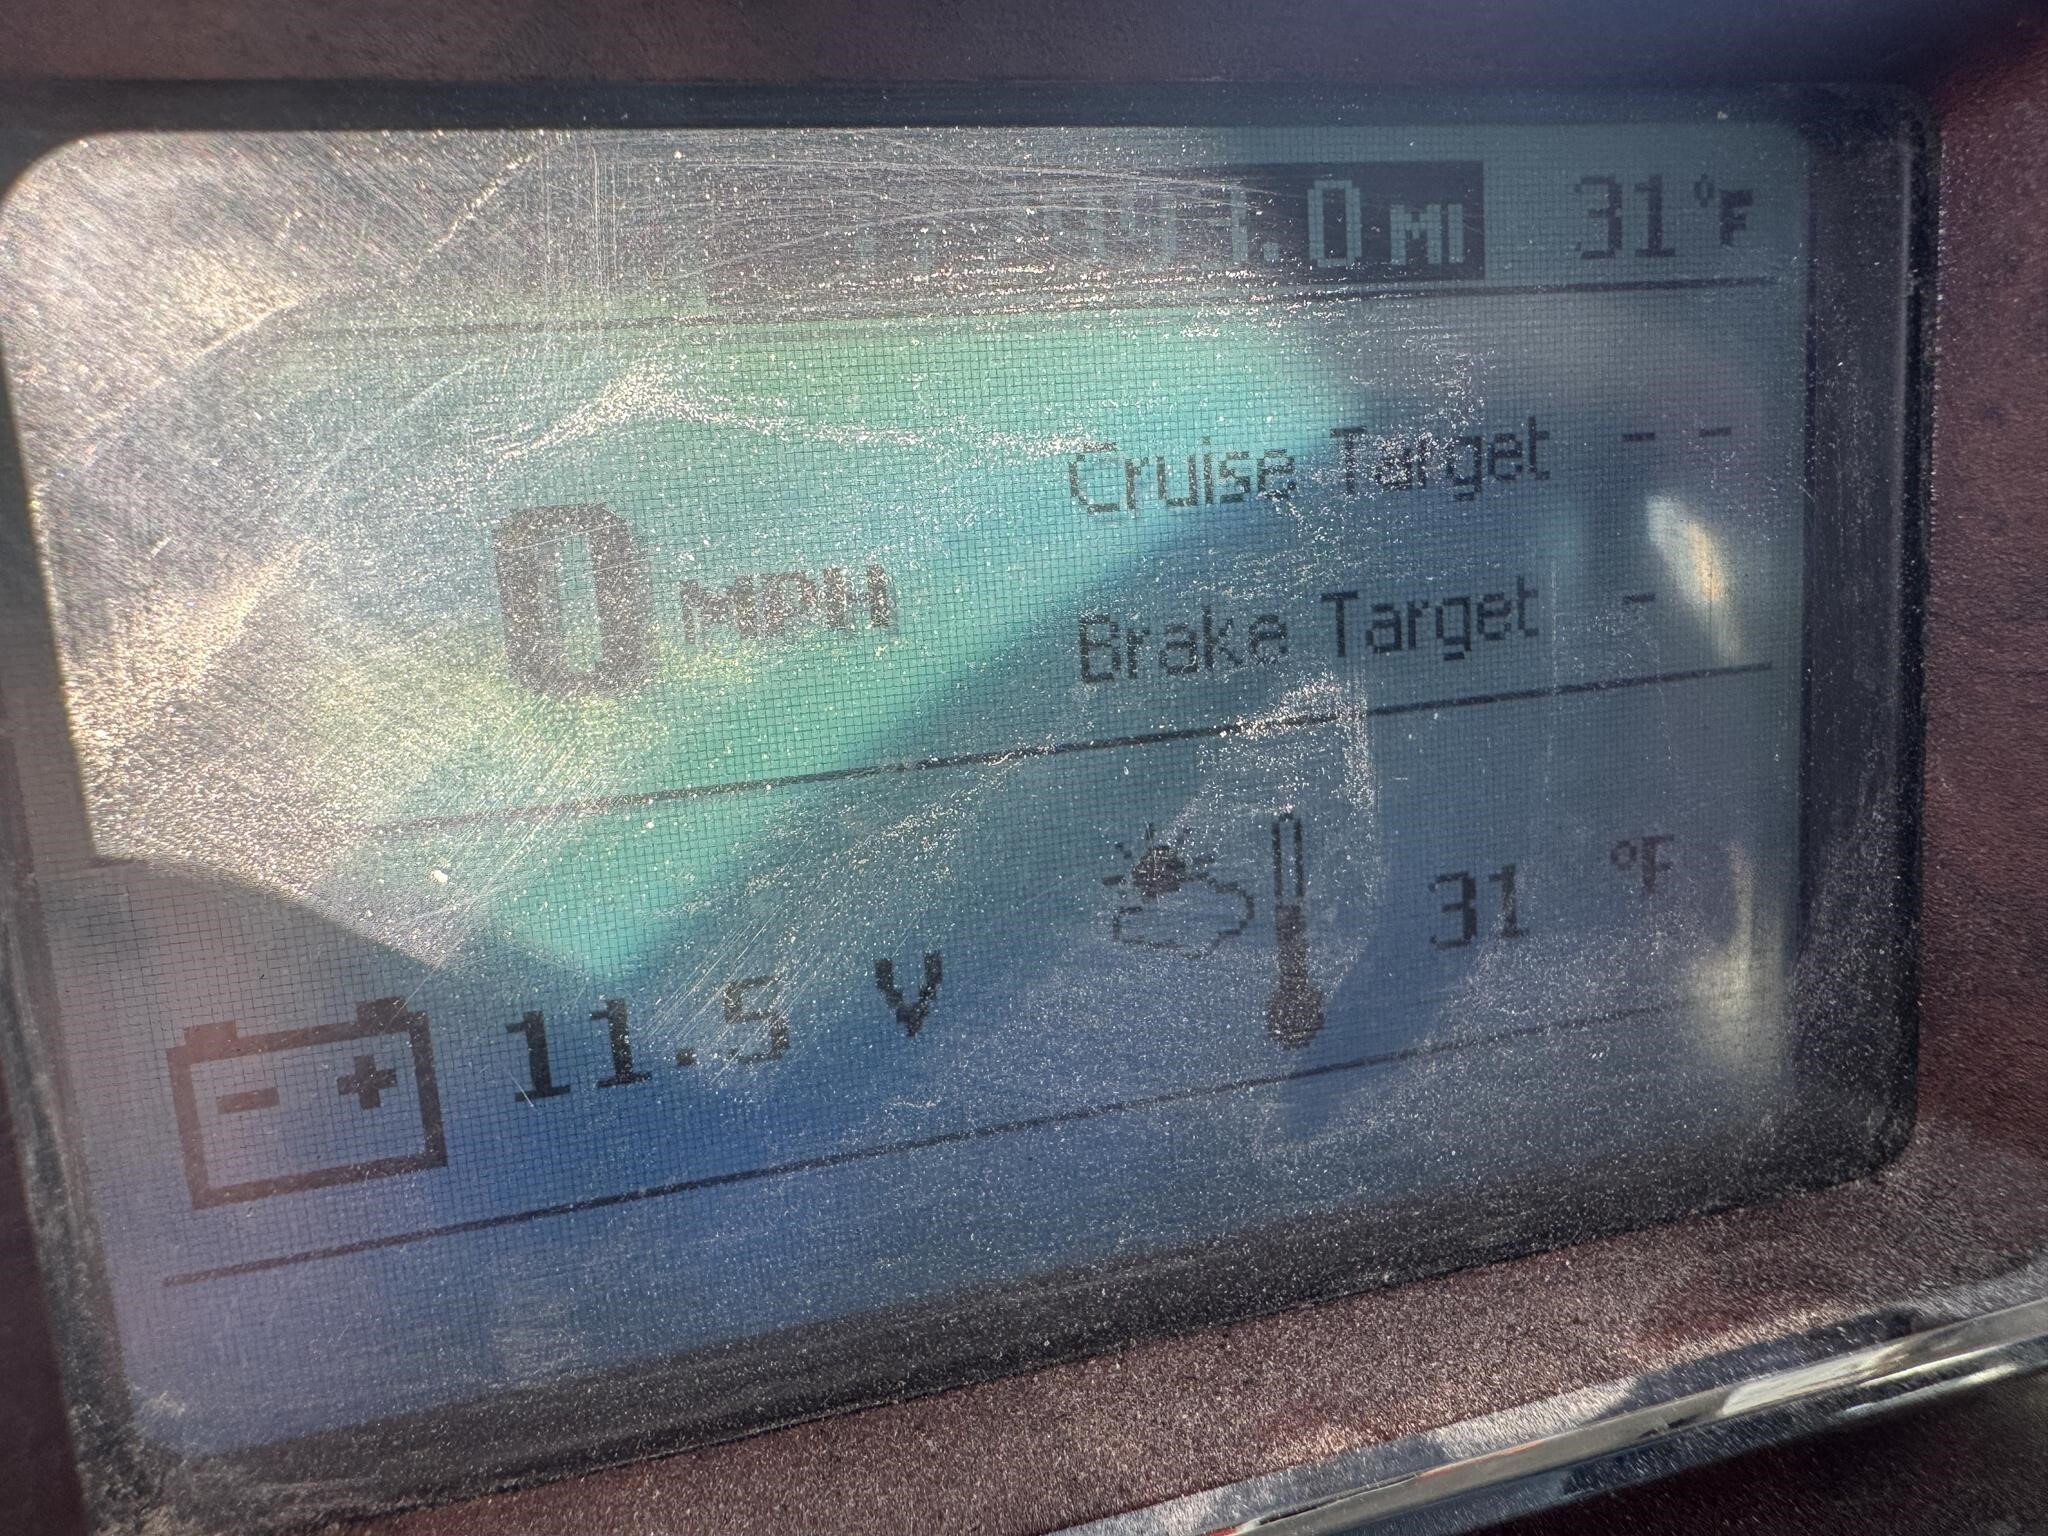 .0 MI 31°F
Cruise Target - -
0 MPH
Brake Target -
- +
11.5 V
31 °F